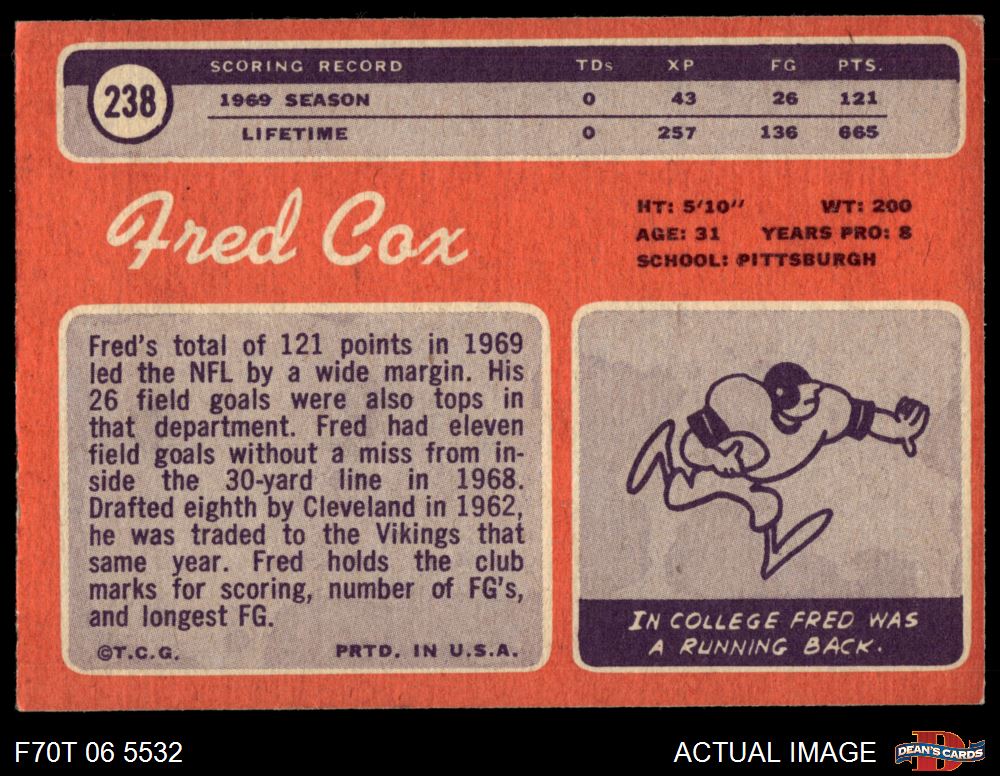 238
SCORING RECORD TDs XP FG PTS.
1969 SEASON 0 43 26 121
LIFETIME 0 257 136 665
Fred Cox
HT: 5'10" WT: 200
AGE: 31 YEARS PRO: 8
SCHOOL: PITTSBURGH
Fred's total of 121 points in 1969
led the NFL by a wide margin. His
26 field goals were also tops in
that department. Fred had eleven
field goals without a miss from in-
side the 30-yard line in 1968.
Drafted eighth by Cleveland in 1962,
he was traded to the Vikings that
same year. Fred holds the club
marks for scoring, number of FG's,
and longest FG.
©T.C.G. PRTD. IN U.S.A.
IN COLLEGE FRED WAS
A RUNNING BACK.
F70T 06 5532 ACTUAL IMAGE
D
DEAN'S CARDS